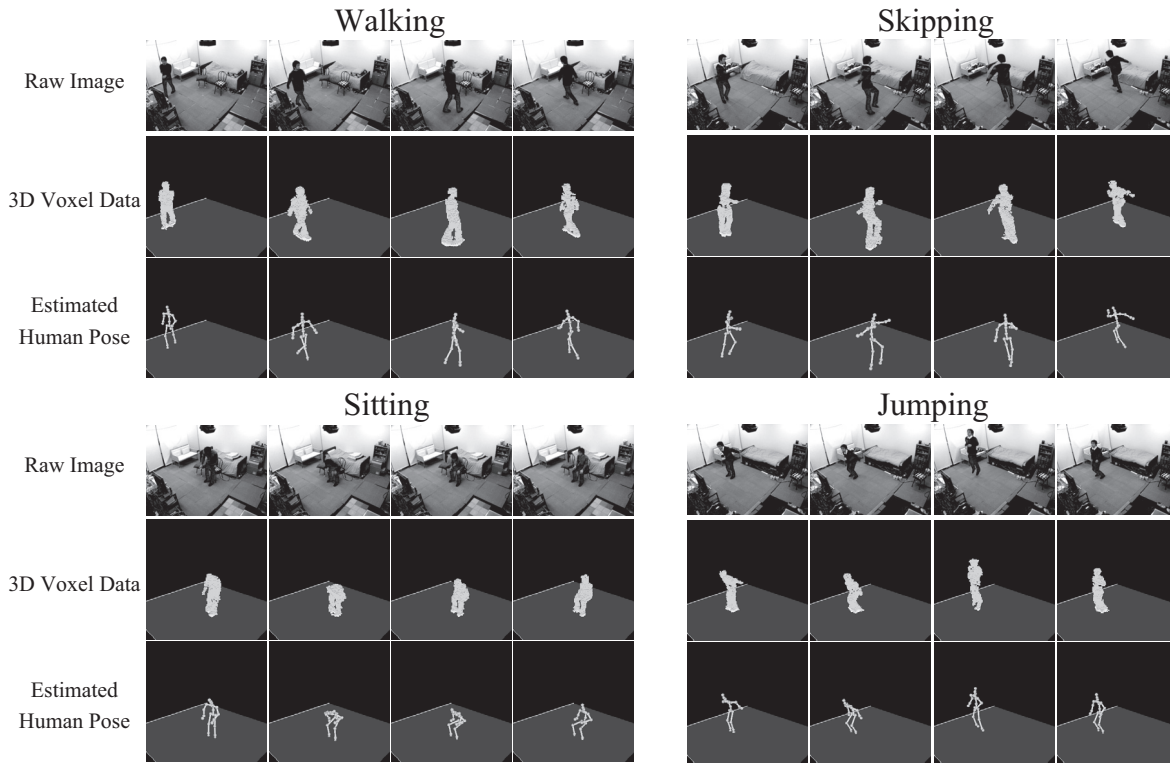 Walking
Skipping
Raw Image
3D Voxel Data
Estimated
Human Pose
Sitting
Jumping
Raw Image
3D Voxel Data
Estimated
Human Pose